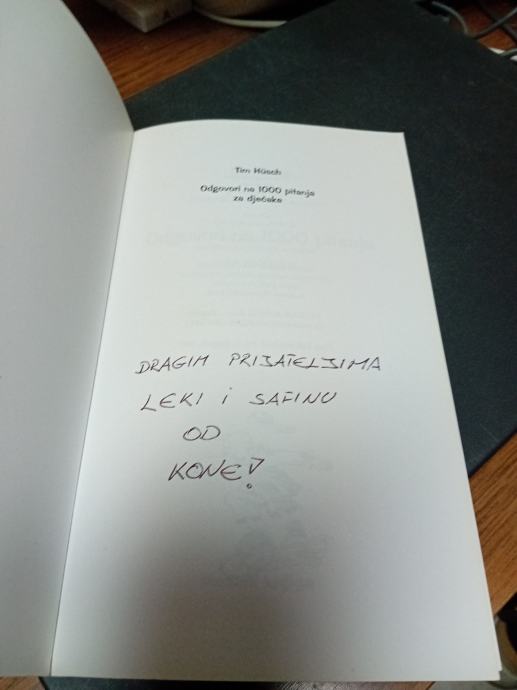 Tim Hüsch
Odgovori na 1000 pitanja
za dječake
DRAGIM PRIJATELJIMA
LEKI i SAFINU
OD
KONE!